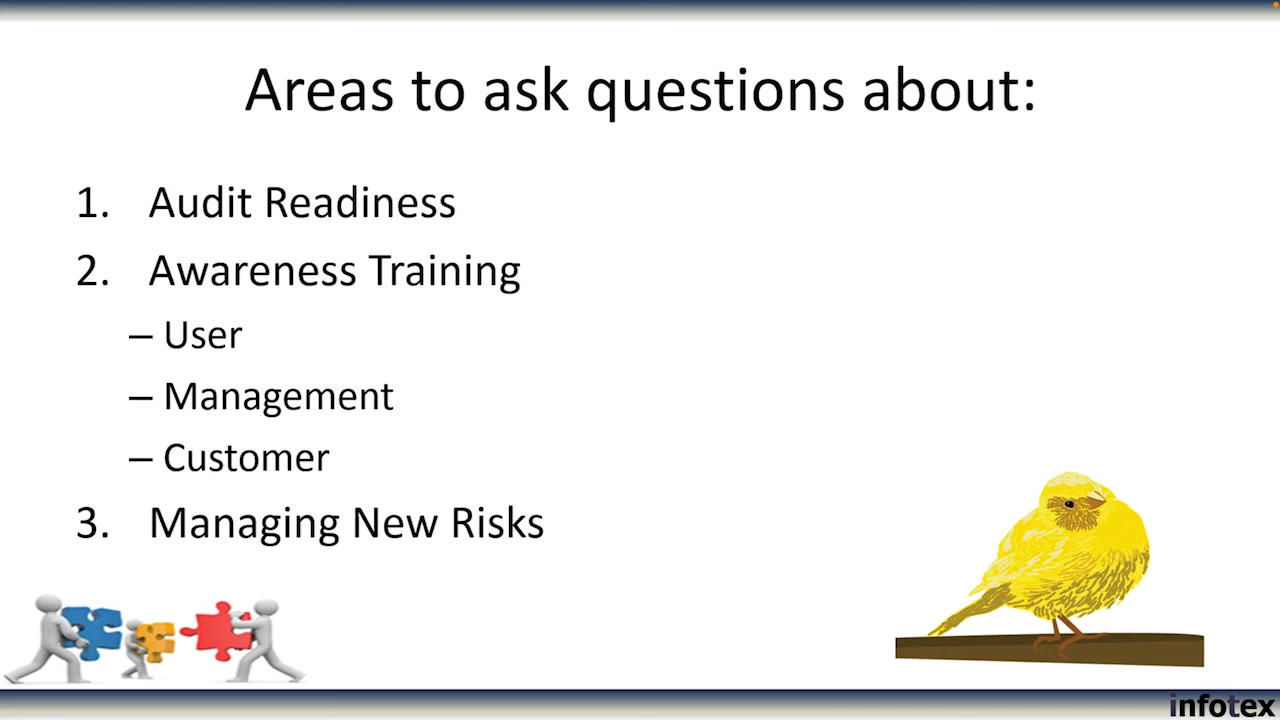 Areas to ask questions about:
1. Audit Readiness
2. Awareness Training
– User
– Management
– Customer
3. Managing New Risks
infotex